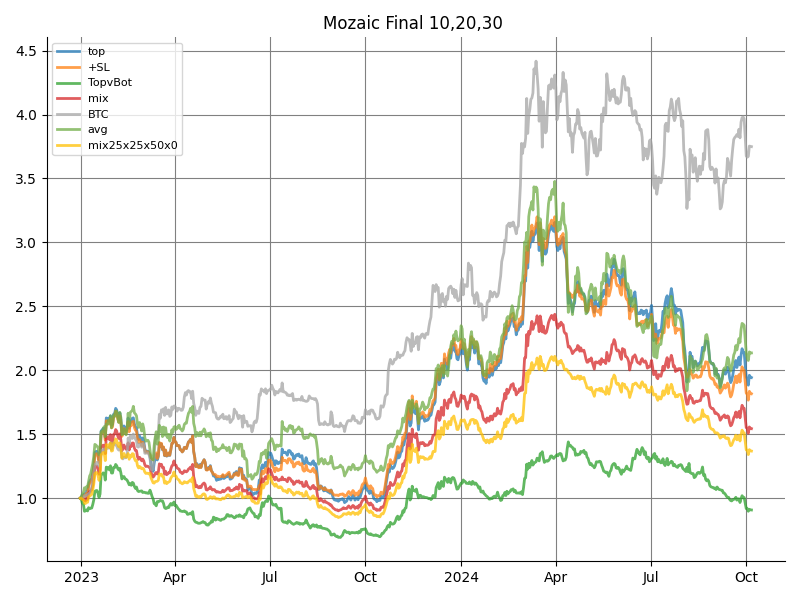 Mozaic Final 10,20,30
top
+SL
TopvBot
mix
BTC
avg
mix25x25x50x0
4.5
4.0
3.5
3.0
2.5
2.0
1.5
1.0
2023 Apr Jul Oct 2024 Apr Jul Oct